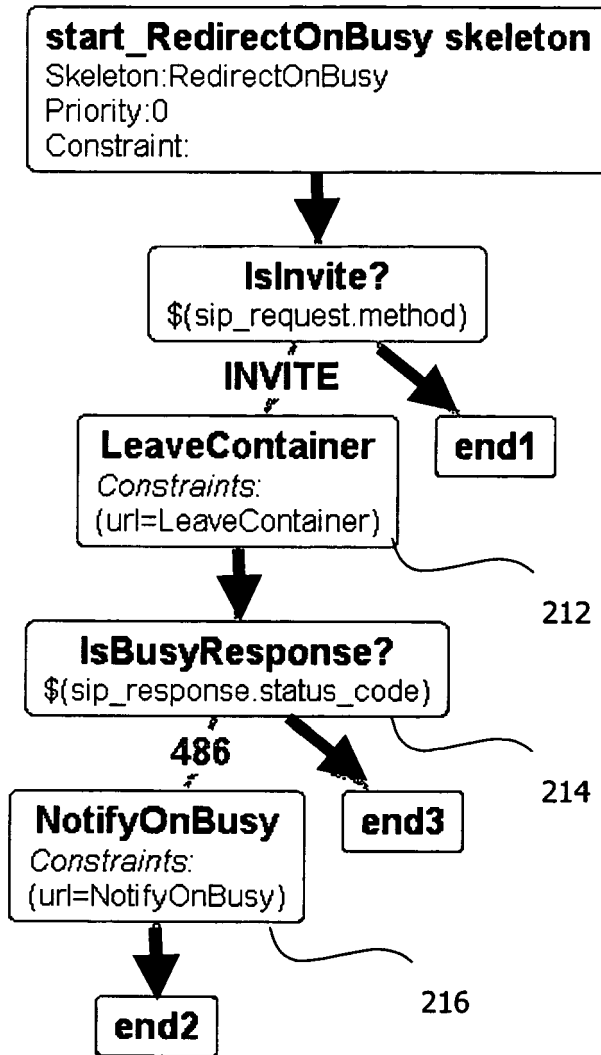 start_RedirectOnBusy skeleton
Skeleton:RedirectOnBusy
Priority:0
Constraint:
IsInvite?
$(sip_request.method)
INVITE
LeaveContainer
Constraints:
(url=LeaveContainer)
end1
212
IsBusyResponse?
$(sip_response.status_code)
486
214
NotifyOnBusy
Constraints:
(url=NotifyOnBusy)
end3
216
end2